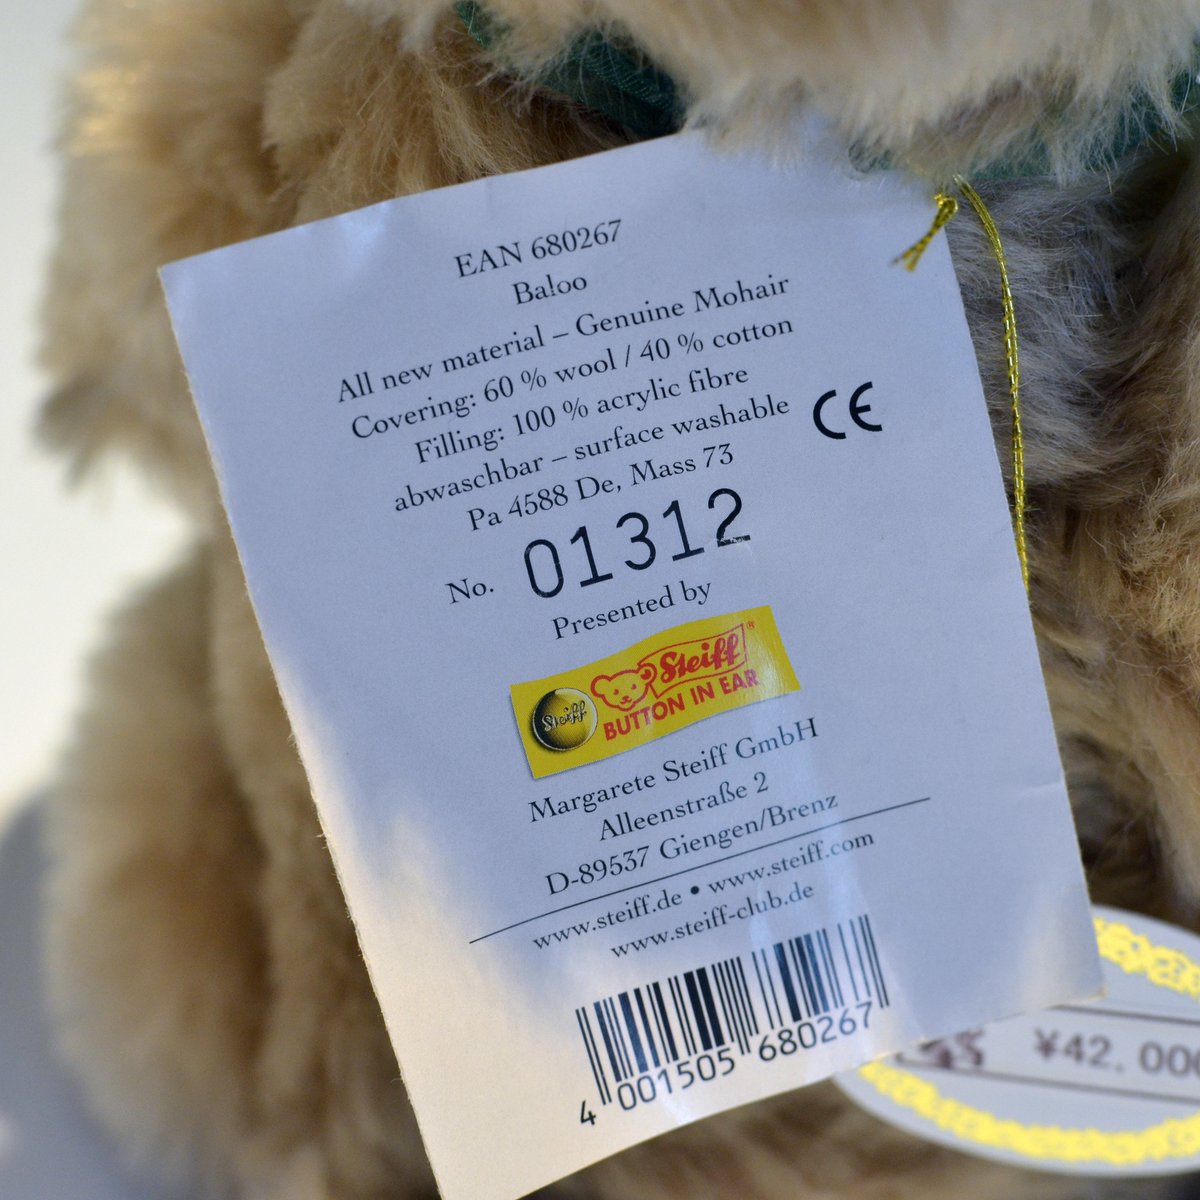 EAN 680267
Baloo
All new material – Genuine Mohair
Covering: 60 % wool / 40 % cotton
Filling: 100 % acrylic fibre
abwaschbar – surface washable
Pa 4588 De, Mass 73
CE
No. 01312
Presented by
Steiff
Steiff®
BUTTON IN EAR
Margarete Steiff GmbH
Alleenstraße 2
D-89537 Giengen/Brenz
www.steiff.de • www.steiff.com
www.steiff-club.de
4 001505 680267
¥42,000